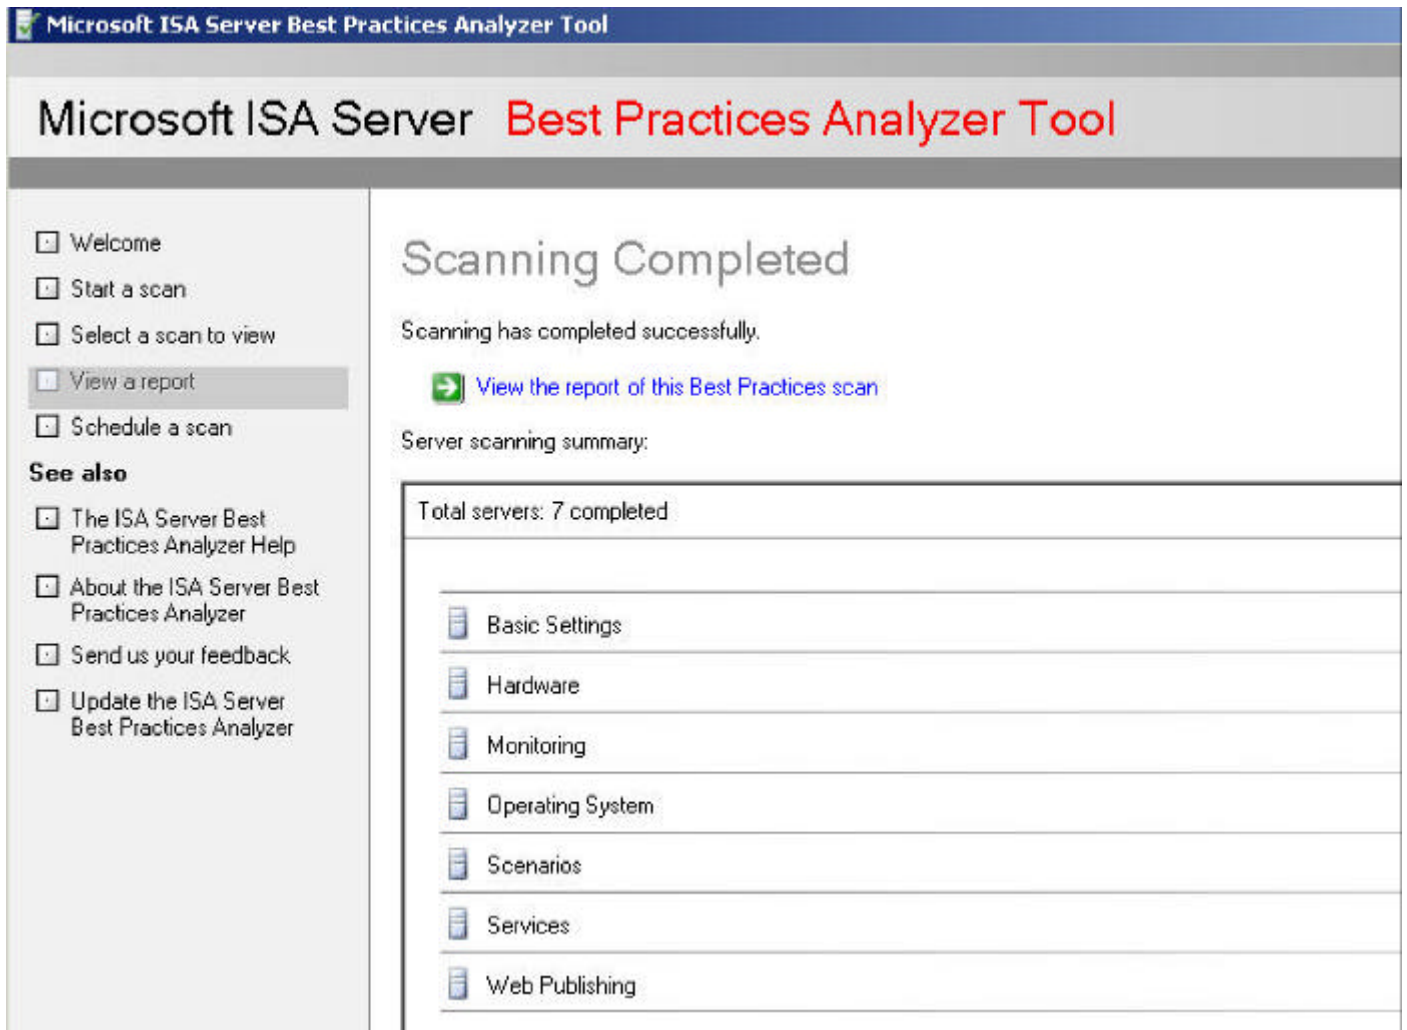 Microsoft ISA Server Best Practices Analyzer Tool
Microsoft ISA Server Best Practices Analyzer Tool
Welcome
Start a scan
Select a scan to view
View a report
Schedule a scan
See also
The ISA Server Best
Practices Analyzer Help
About the ISA Server Best
Practices Analyzer
Send us your feedback
Update the ISA Server
Best Practices Analyzer
Scanning Completed
Scanning has completed successfully.
View the report of this Best Practices scan
Server scanning summary:
Total servers: 7 completed
Basic Settings
Hardware
Monitoring
Operating System
Scenarios
Services
Web Publishing